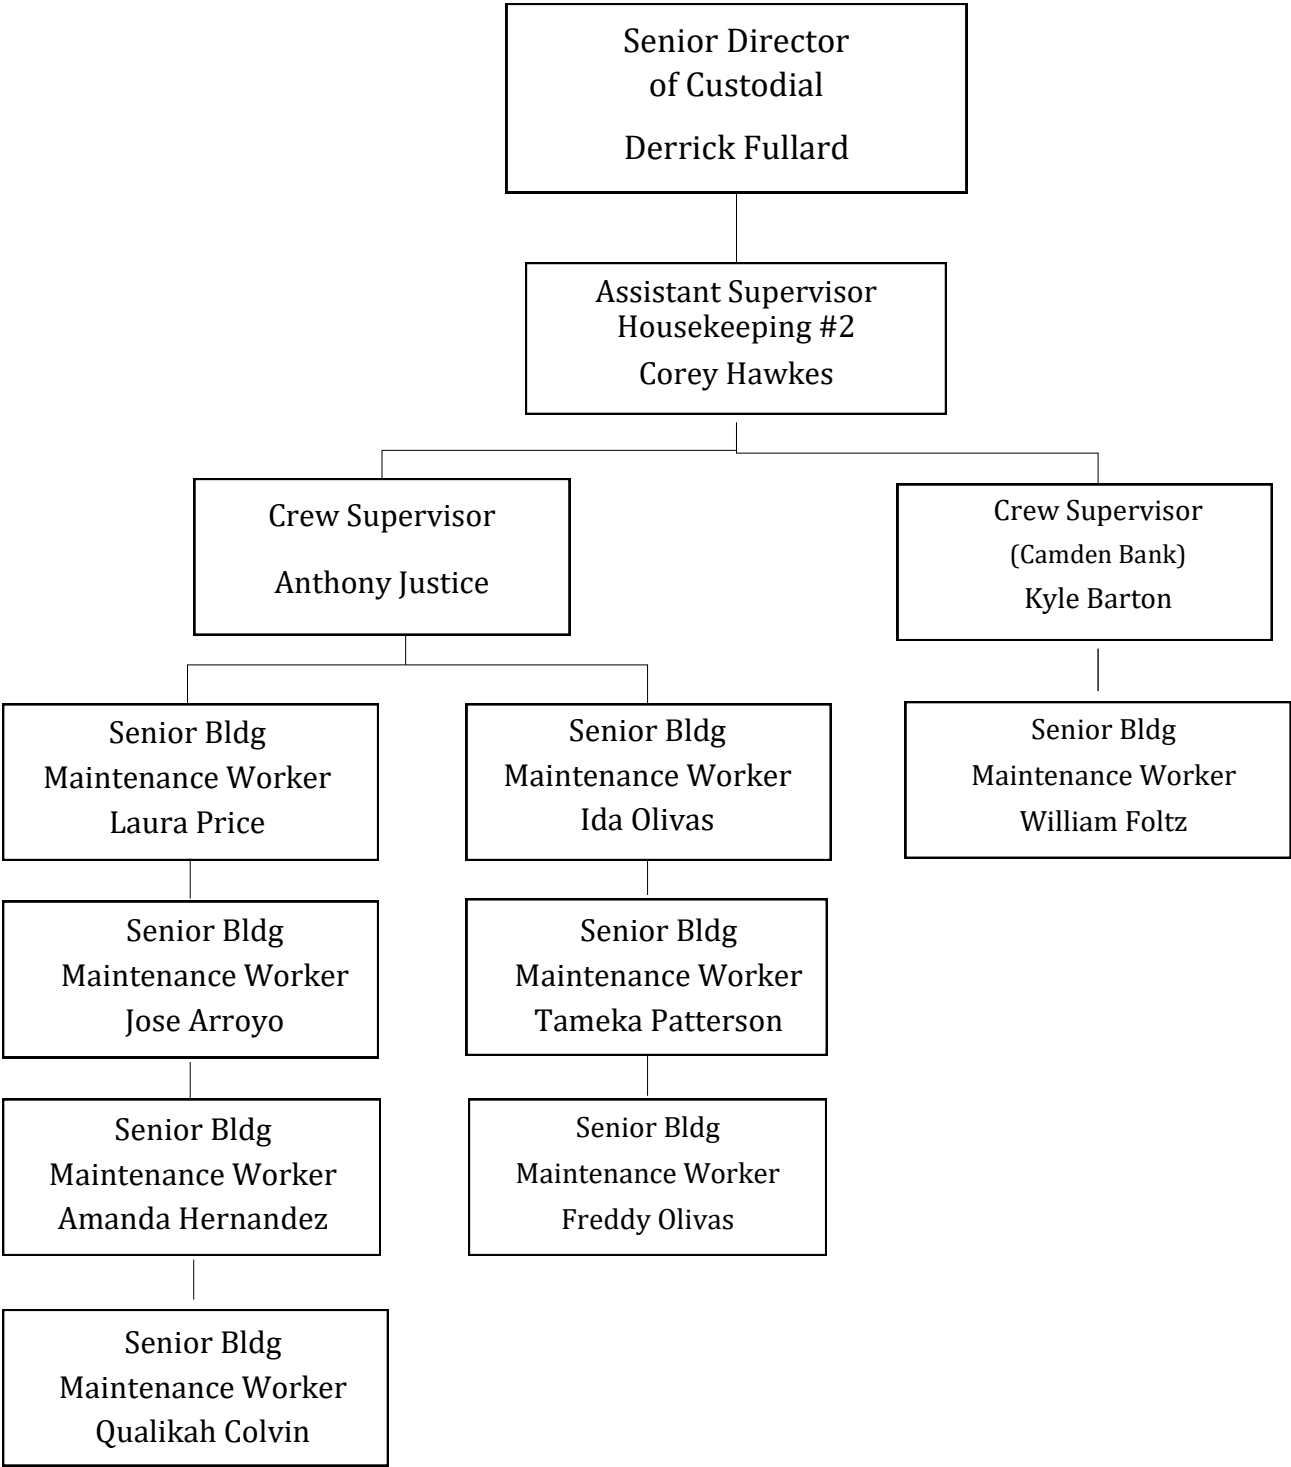 Senior Director
of Custodial
Derrick Fullard
Assistant Supervisor
Housekeeping #2
Corey Hawkes
Crew Supervisor
Anthony Justice
Crew Supervisor
(Camden Bank)
Kyle Barton
Senior Bldg
Maintenance Worker
Laura Price
Senior Bldg
Maintenance Worker
Ida Olivas
Senior Bldg
Maintenance Worker
William Foltz
Senior Bldg
Maintenance Worker
Jose Arroyo
Senior Bldg
Maintenance Worker
Tameka Patterson
Senior Bldg
Maintenance Worker
Amanda Hernandez
Senior Bldg
Maintenance Worker
Freddy Olivas
Senior Bldg
Maintenance Worker
Qualikah Colvin